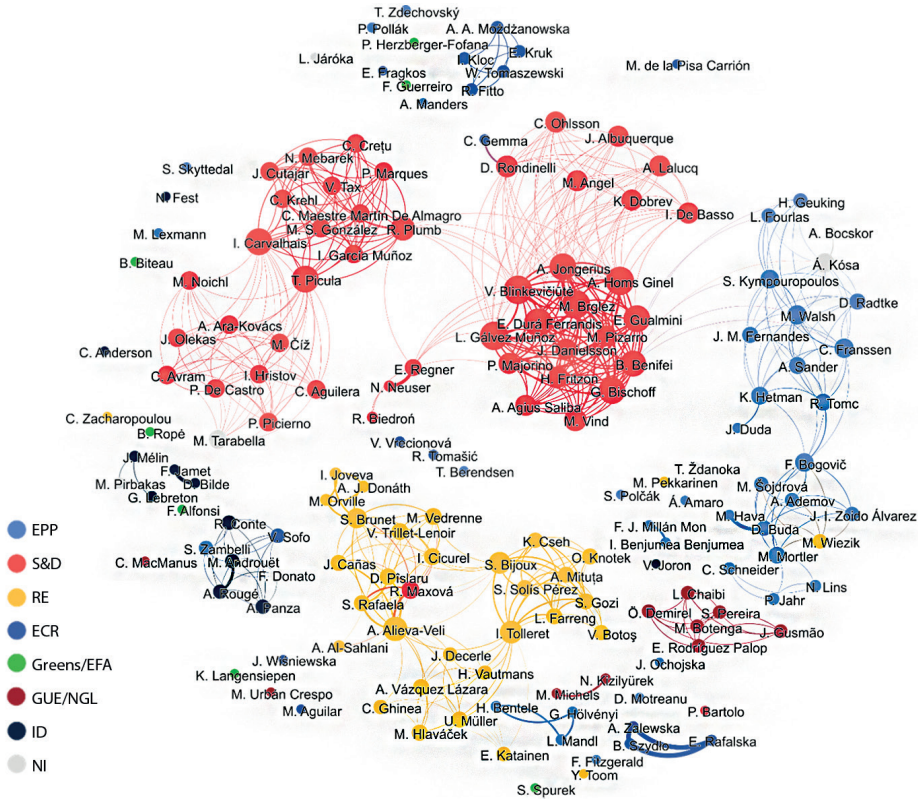 T. Zdechovský
P. Pollák
A. A. Mozdžanowska
P. Herzberger-Fofana
E. Kruk
L. Járóka
I. Kloc
M. de la Pisa Carrión
E. Fragkos
W. Tomaszewski
F. Guerreiro
R. Fitto
A. Manders
C. Ohlsson
J. Albuquerque
C. Gemma
C. Crețu
N. Mebarek
S. Skyttedal
J. Cutajar
P. Marques
D. Rondinelli
A. Lalucq
V. Tax
M. Angel
N. Fest
C. Krehl
K. Dobrev
H. Geuking
C. Maestre Martín De Almagro
I. De Basso
L. Fourlas
M. Lexmann
M. S. González
R. Plumb
A. Bocskor
I. Carvalhais
I. García Muñoz
B. Biteau
Á. Kósa
A. Jongerius
M. Noichl
T. Picula
A. Homs Ginel
S. Kympouropoulos
V. Blinkevičiūtė
D. Radtke
M. Brglez
M. Walsh
A. Ara-Kovács
E. Durá Ferrandis
E. Gualmini
J. Olekas
M. Číž
L. Gálvez Muñoz
M. Pizarro
J. M. Fernandes
C. Anderson
J. Danielsson
C. Franssen
C. Avram
I. Hristov
E. Regner
P. Majorino
B. Benifei
A. Sander
P. De Castro
C. Aguilera
N. Neuser
H. Fritzon
G. Bischoff
K. Hetman
R. Tomc
C. Zacharopoulou
P. Picierno
R. Biedroń
A. Agius Saliba
M. Vind
J. Duda
B. Ropé
M. Tarabella
V. Vrecionová
J. Mélin
R. Tomašić
F. Bogovič
F. Jamet
T. Berendsen
T. Ždanoka
M. Pirbakas
D. Bilde
I. Joveva
M. Pekkarinen
M. Sojdrová
A. J. Donáth
G. Lebreton
M. Orville
S. Polčák
Á. Amaro
A. Ademov
F. Alfonsi
S. Brunet
M. Vedrenne
M. Hava
J. I. Zoido Álvarez
R. Conte
V. Trillet-Lenoir
F. J. Millán Mon
D. Buda
EPP
V. Sofo
K. Cseh
I. Benjumea Benjumea
M. Wiezik
S. Zambelli
S&D
C. MacManus
M. Androuët
J. Cañas
I. Cicurel
S. Bijoux
O. Knotek
V. Joron
M. Mortler
C. Schneider
F. Donato
D. Pîslaru
A. Mituța
RE
A. Rougé
R. Maxová
S. Solís Pérez
L. Chaibi
N. Lins
A. Panza
S. Rafaela
S. Gozi
P. Jahr
Ö. Demirel
S. Pereira
ECR
A. Alieva-Veli
I. Tolleret
L. Farreng
V. Botoş
M. Botenga
J. Gusmão
A. Al-Sahlani
E. Rodríguez Palop
Greens/EFA
J. Wiśniewska
J. Decerle
J. Ochojska
K. Langensiepen
H. Vautmans
N. Kizilyürek
GUE/NGL
M. Urbán Crespo
A. Vázquez Lázara
M. Michels
D. Motreanu
M. Aguilar
C. Ghinea
H. Bentele
G. Hölvényi
P. Bartolo
ID
U. Müller
A. Zalewska
M. Hlaváček
L. Mandl
B. Szydło
E. Rafalska
E. Katainen
F. Fitzgerald
NI
Y. Toom
S. Spurek